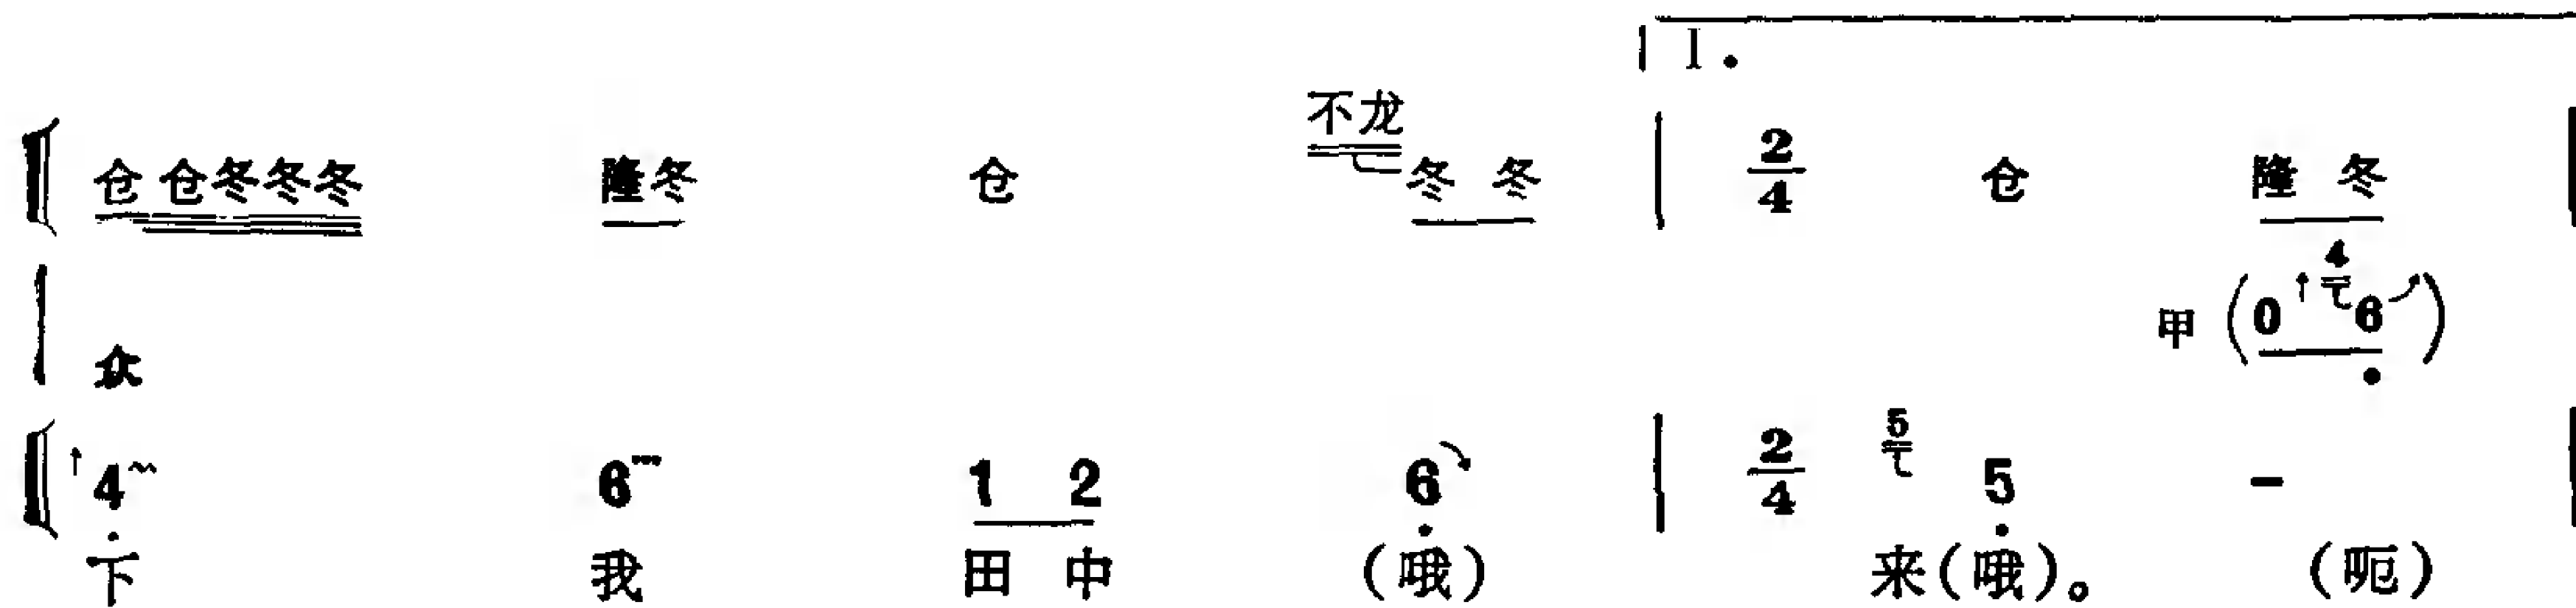 1.
不龙
仓 仓冬冬冬 隆冬 仓 冬 冬 2/4 仓 隆 冬
4
甲 (0 6)
众
5
4 6 1 2 6 2/4 5 -
下 我 田 中 (哦) 来(哦)。 (呃)